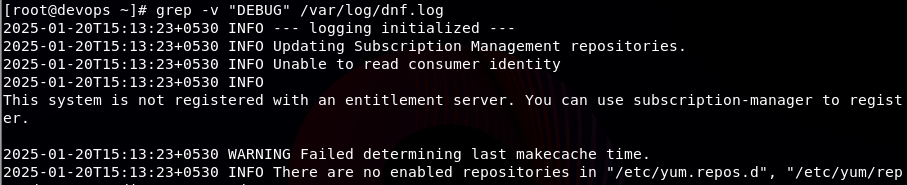 [root@devops ~]# grep -v "DEBUG" /var/log/dnf.log
2025-01-20T15:13:23+0530 INFO --- logging initialized ---
2025-01-20T15:13:23+0530 INFO Updating Subscription Management repositories.
2025-01-20T15:13:23+0530 INFO Unable to read consumer identity
2025-01-20T15:13:23+0530 INFO
This system is not registered with an entitlement server. You can use subscription-manager to regist
er.
2025-01-20T15:13:23+0530 WARNING Failed determining last makecache time.
2025-01-20T15:13:23+0530 INFO There are no enabled repositories in "/etc/yum.repos.d", "/etc/yum/rep